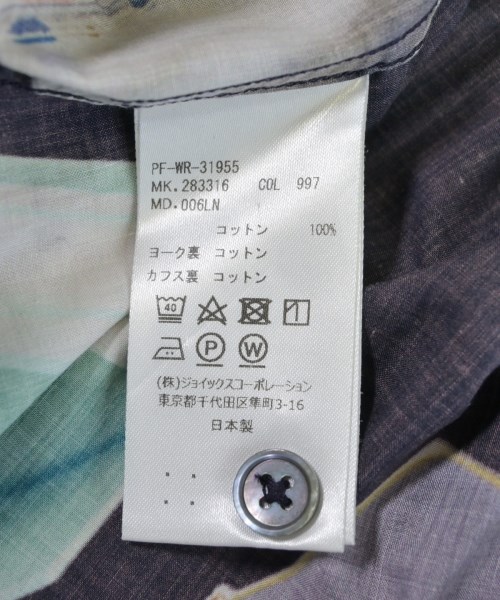 PF-WR-31955
MK.283316 COL 997
MD.006LN
コットン 100%
ヨーク裏 コットン
カフス裏 コットン
40
P W
(株)ジョイックスコーポレーション
東京都千代田区隼町3-16
日本製